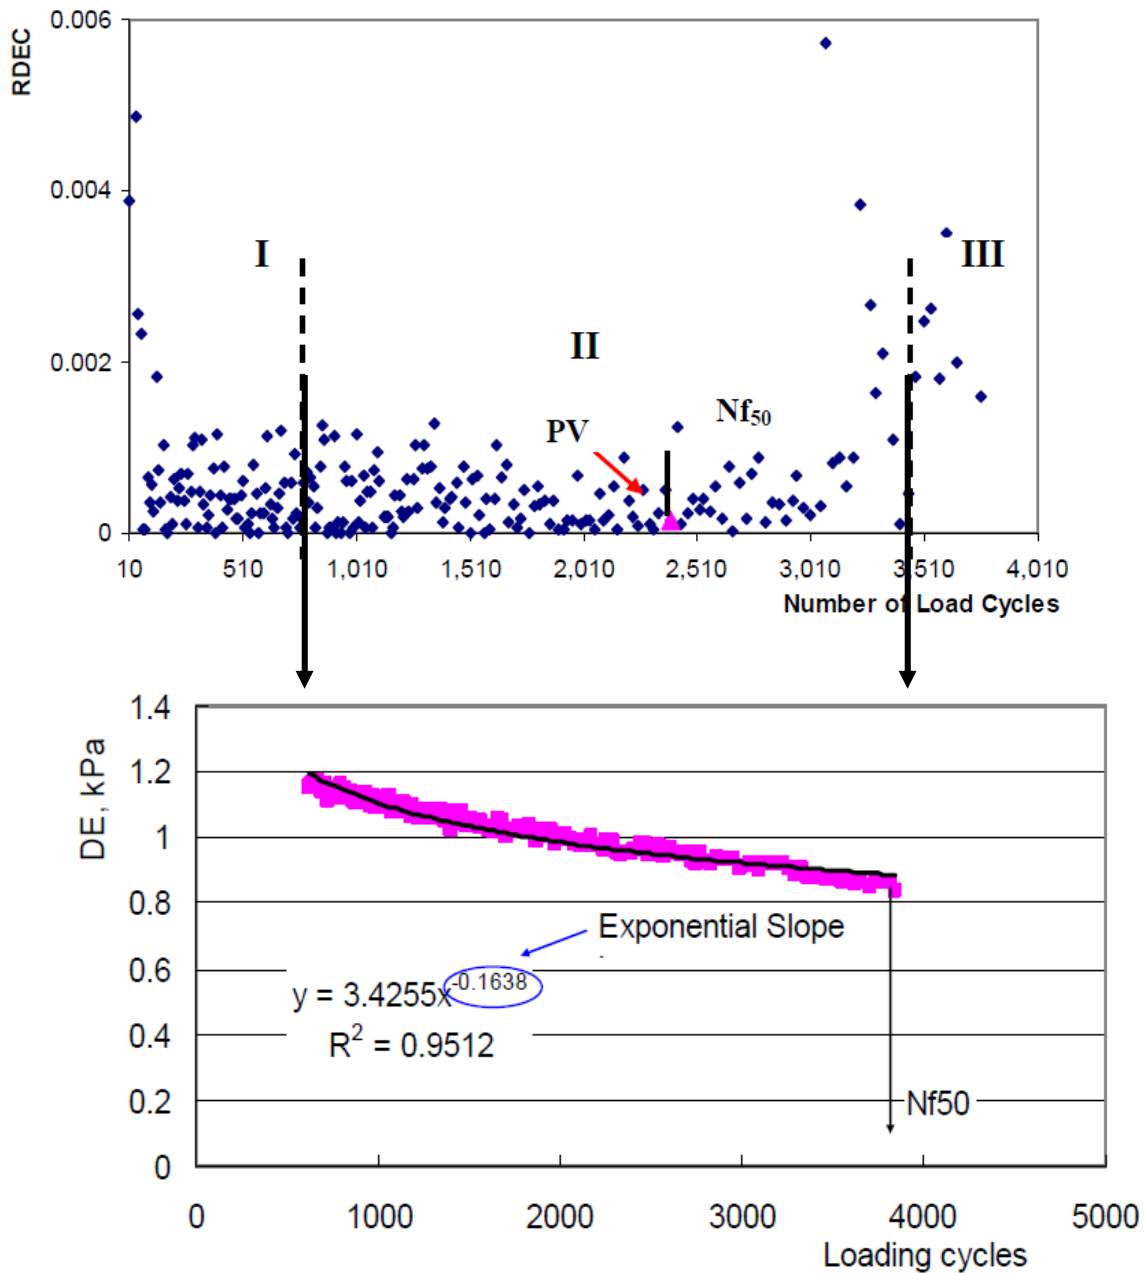 RDEC
0.006
0.004
0.002
0
I
II
III
PV
Nf₅₀
10 510 1,010 1,510 2,010 2,510 3,010 3,510 4,010
Number of Load Cycles
DE, kPa
1.4
1.2
1
0.8
0.6
0.4
0.2
0
Exponential Slope
y = 3.4255x^-0.1638
R² = 0.9512
Nf50
0 1000 2000 3000 4000 5000
Loading cycles